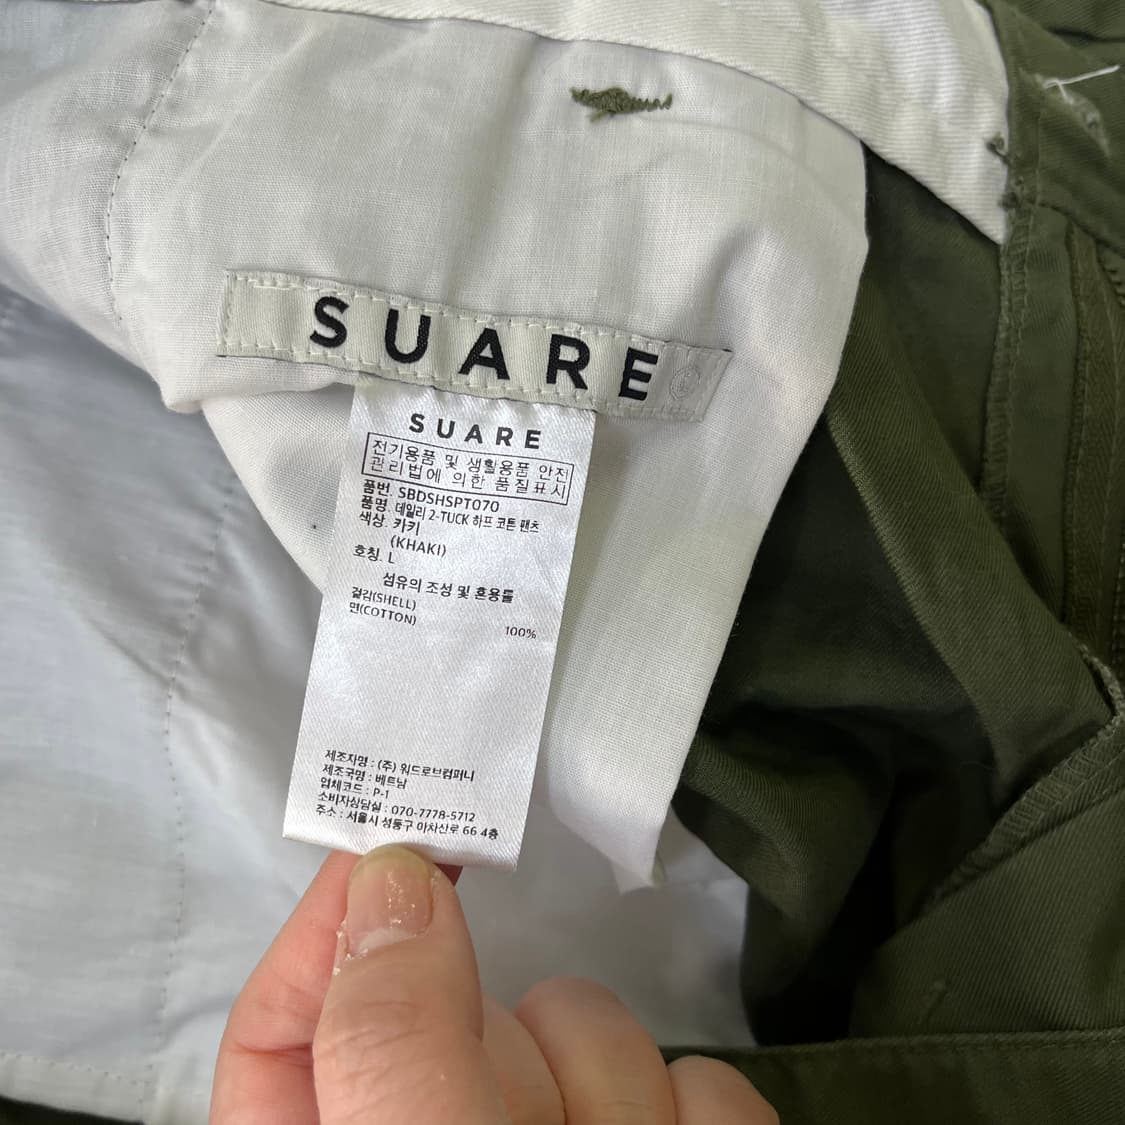 SUARE
SUARE
전기용품 및 생활용품 안전
관리법에 의한 품질표시
품번. SBDSHSPT070
품명. 데일리 2-TUCK 하프 코튼 팬츠
색상. 카키
(KHAKI)
호칭. L
섬유의 조성 및 혼용률
겉감(SHELL)
면(COTTON)
100%
제조자명 : (주) 워드로브컴퍼니
제조국명 : 베트남
업체코드 : P-1
소비자상담실 : 070-7778-5712
주소 : 서울시 성동구 아차산로 66 4층